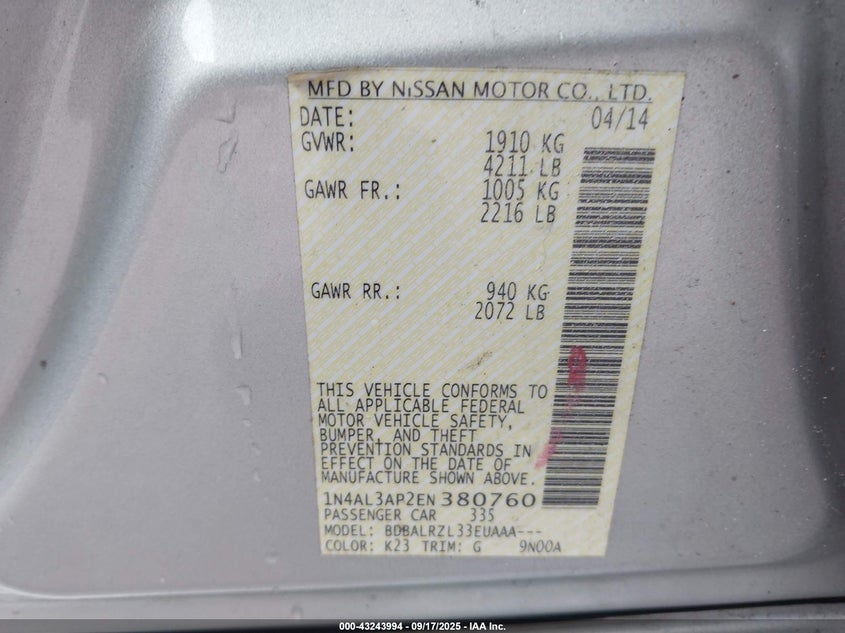 MFD BY NISSAN MOTOR CO., LTD.
DATE: 04/14
GVWR: 1910 KG
4211 LB
GAWR FR.: 1005 KG
2216 LB
GAWR RR.: 940 KG
2072 LB
THIS VEHICLE CONFORMS TO
ALL APPLICABLE FEDERAL
MOTOR VEHICLE SAFETY,
BUMPER, AND THEFT
PREVENTION STANDARDS IN
EFFECT ON THE DATE OF
MANUFACTURE SHOWN ABOVE.
1N4AL3AP2EN380760
PASSENGER CAR 335
MODEL: BDBALRZL33EUAAA---
COLOR: K23 TRIM: G 9N00A
000-43243994 - 09/17/2025 - IAA Inc.